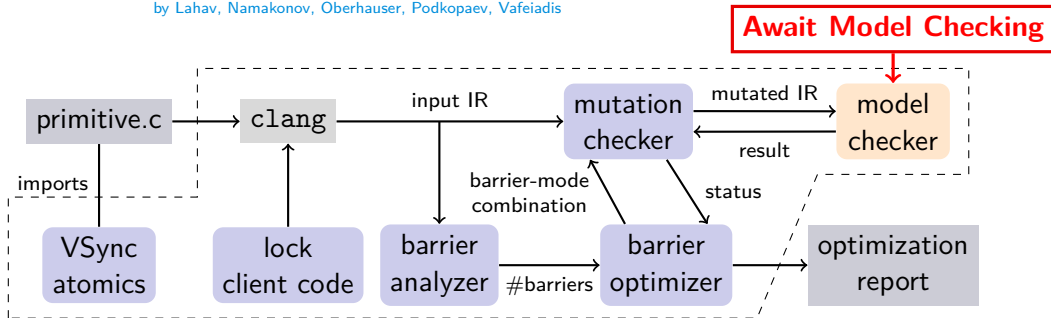 by Lahav, Namakonov, Oberhauser, Podkopaev, Vafeiadis
Await Model Checking
primitive.c
clang
input IR
mutation
checker
mutated IR
result
model
checker
imports
barrier-mode
combination
status
VSync
atomics
lock
client code
barrier
analyzer
#barriers
barrier
optimizer
optimization
report